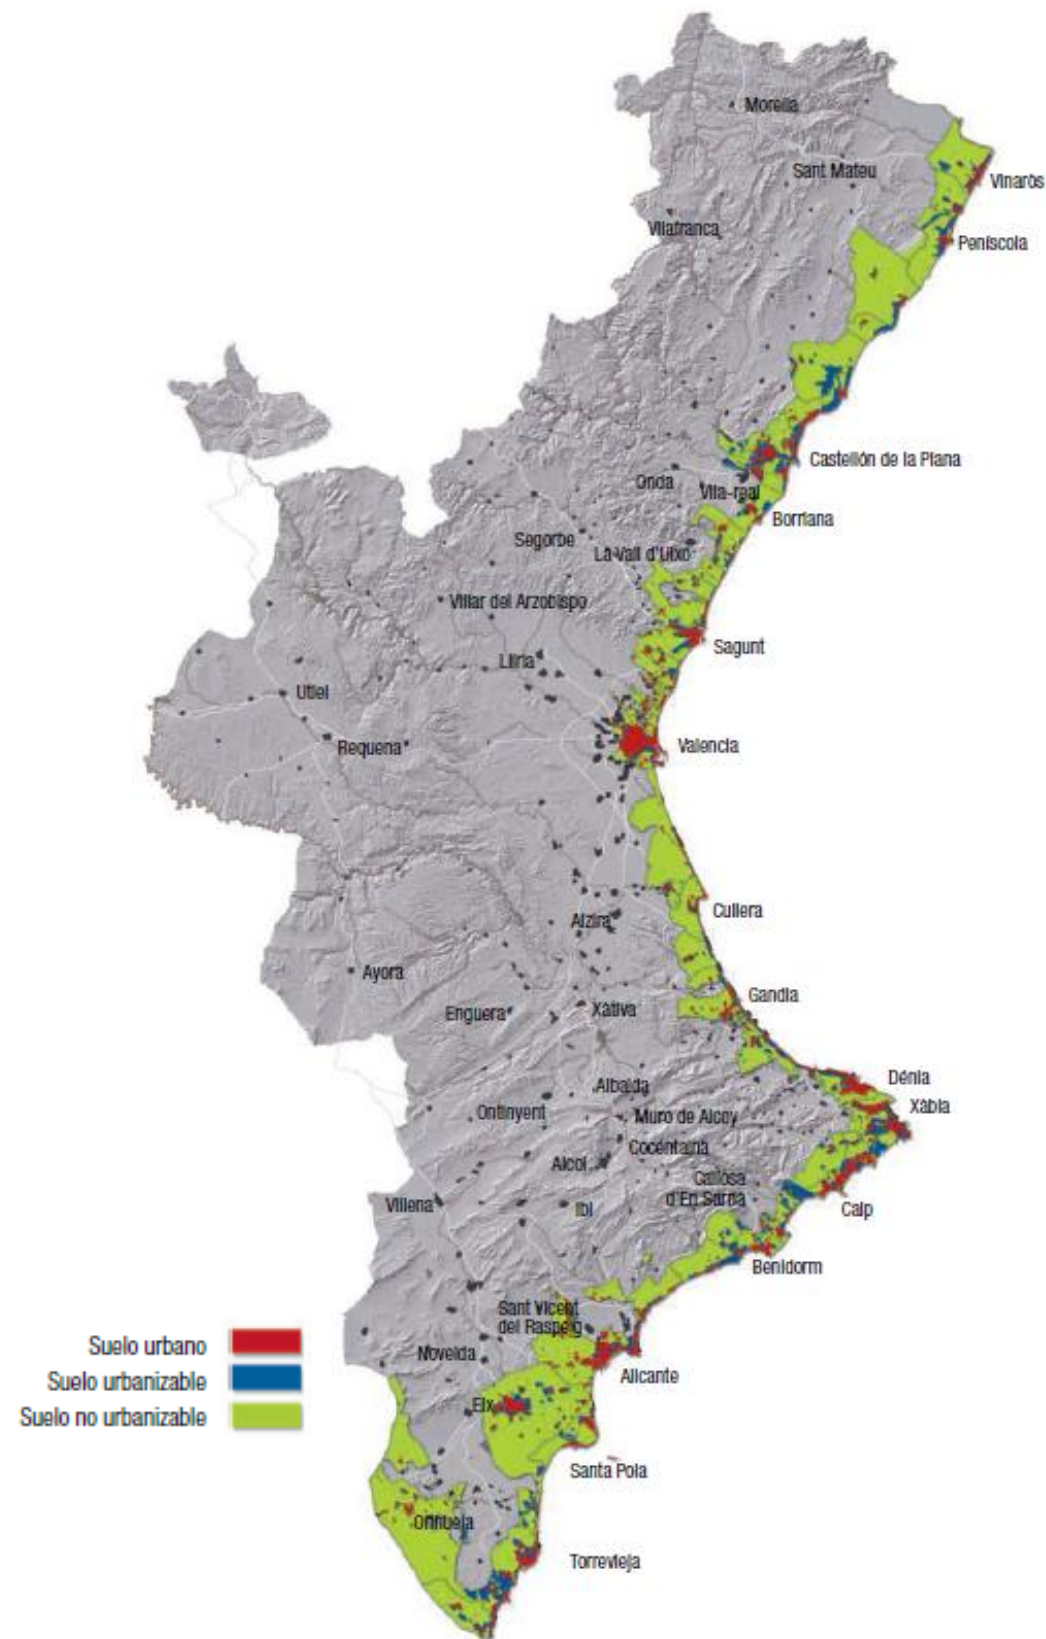 Morella
Sant Mateu
Vinaròs
Vilafranca
Peníscola
Castellón de la Plana
Onda
Vila-real
Borriana
Segorbe
La Vall d'Uixó
Villar del Arzobispo
Sagunt
Llíria
Utiel
Requena
Valencia
Cullera
Alzira
Ayora
Gandia
Enguera
Xàtiva
Dénia
Albaida
Xàbia
Ontinyent
Muro de Alcoy
Cocentaina
Alcoi
Callosa
d'En Sarrià
Villena
Ibi
Calp
Benidorm
Sant Vicent
del Raspeig
Suelo urbano
Novelda
Alicante
Suelo urbanizable
Elx
Suelo no urbanizable
Santa Pola
Orihuela
Torrevieja